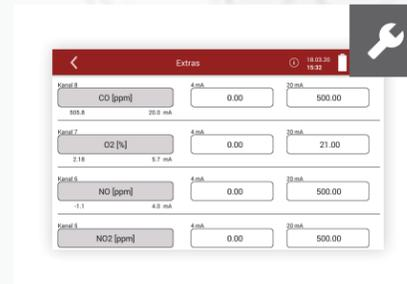 Extras
18.03.20
15:32
Kanal 8
4 mA
20 mA
CO [ppm]
0.00
500.00
505.8
20.0 mA
Kanal 7
4 mA
20 mA
O2 [%]
0.00
21.00
2.18
5.7 mA
Kanal 6
4 mA
20 mA
NO [ppm]
0.00
500.00
-1.1
4.0 mA
Kanal 5
4 mA
20 mA
NO2 [ppm]
0.00
500.00